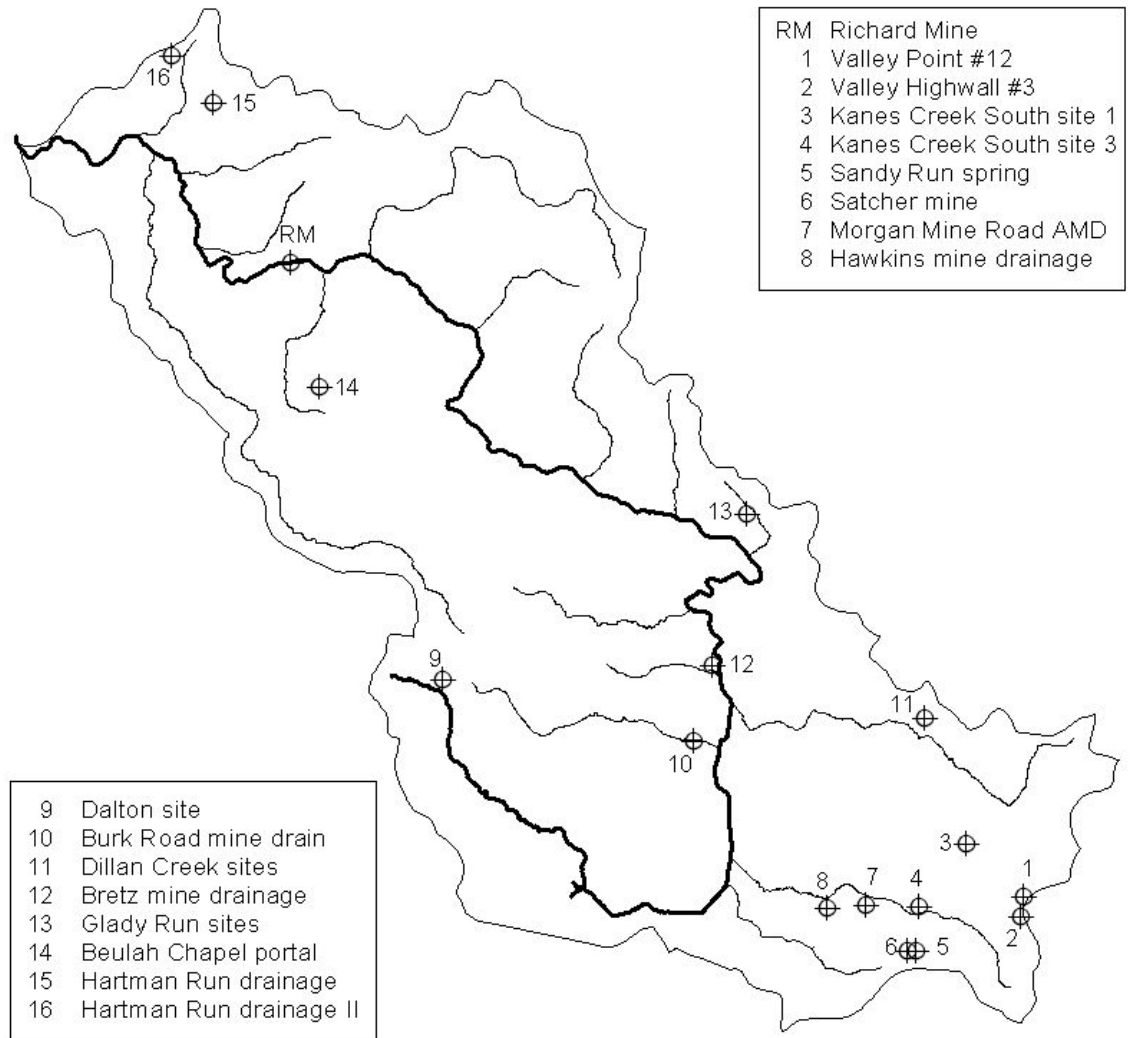 RM Richard Mine
1 Valley Point #12
2 Valley Highwall #3
3 Kanes Creek South site 1
4 Kanes Creek South site 3
5 Sandy Run spring
6 Satcher mine
7 Morgan Mine Road AMD
8 Hawkins mine drainage
16
15
RM
14
13
12
9
11
10
3
1
8
7
4
2
6
5
9 Dalton site
10 Burk Road mine drain
11 Dillan Creek sites
12 Bretz mine drainage
13 Glady Run sites
14 Beulah Chapel portal
15 Hartman Run drainage
16 Hartman Run drainage II